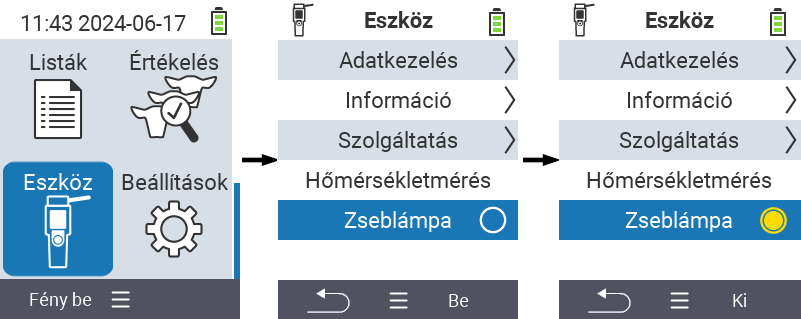 11:43 2024-06-17
Listák
Értékelés
Eszköz
Beállítások
Fény be
Eszköz
Adatkezelés
Információ
Szolgáltatás
Hőmérsékletmérés
Zseblámpa
Be
Eszköz
Adatkezelés
Információ
Szolgáltatás
Hőmérsékletmérés
Zseblámpa
Ki